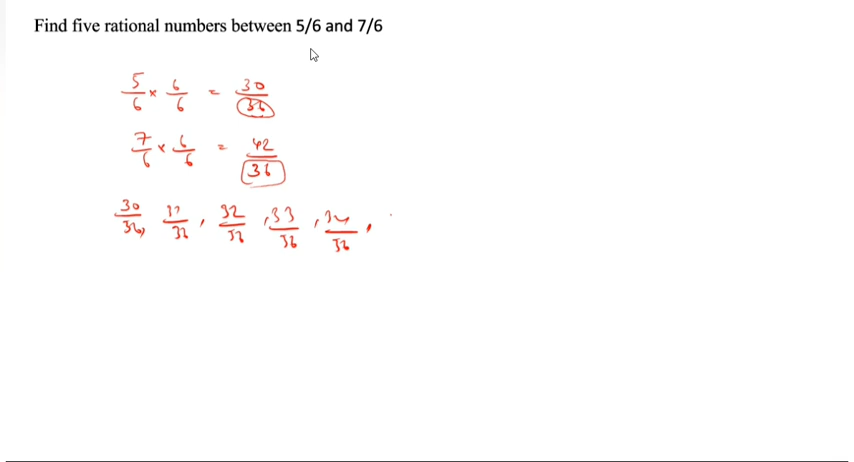 Find five rational numbers between 5/6 and 7/6
5/6 × 6/6 = 30/36
7/6 × 6/6 = 42/36
30/36, 31/36, 32/36, 33/36, 34/36,